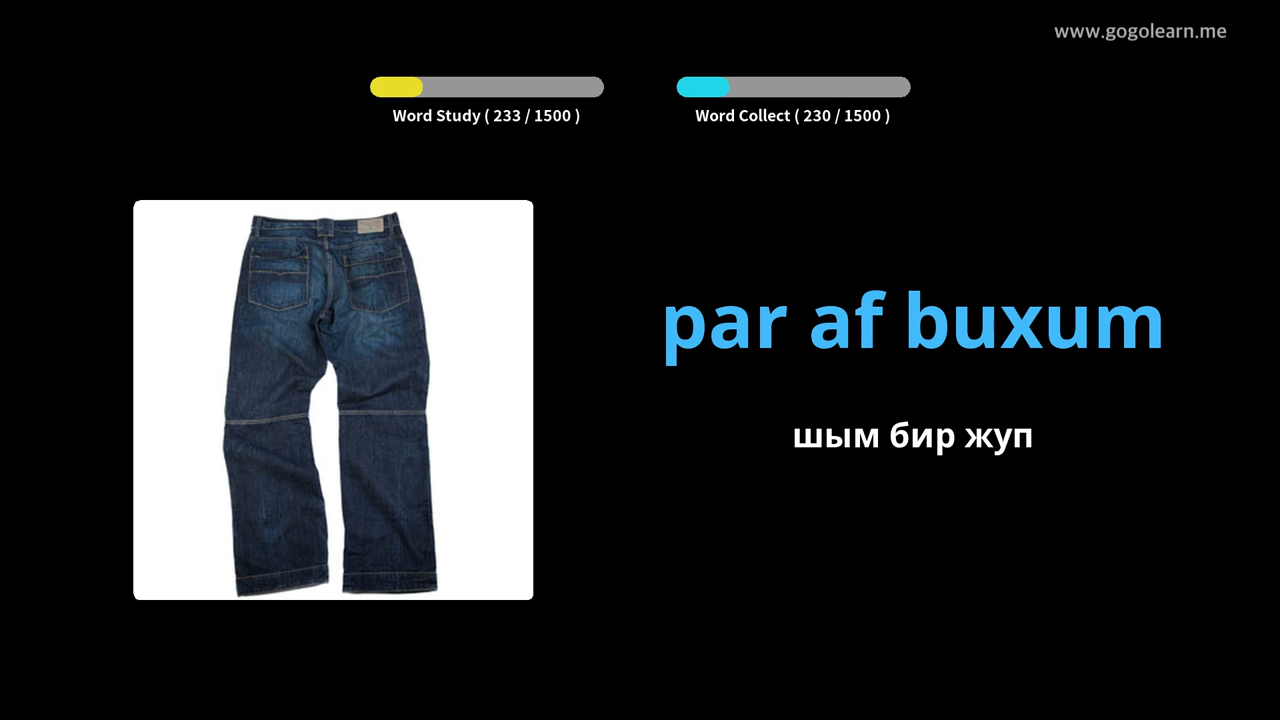 www.gogolearn.me
Word Study ( 233 / 1500 )
Word Collect ( 230 / 1500 )
par af buxum
шым бир жуп